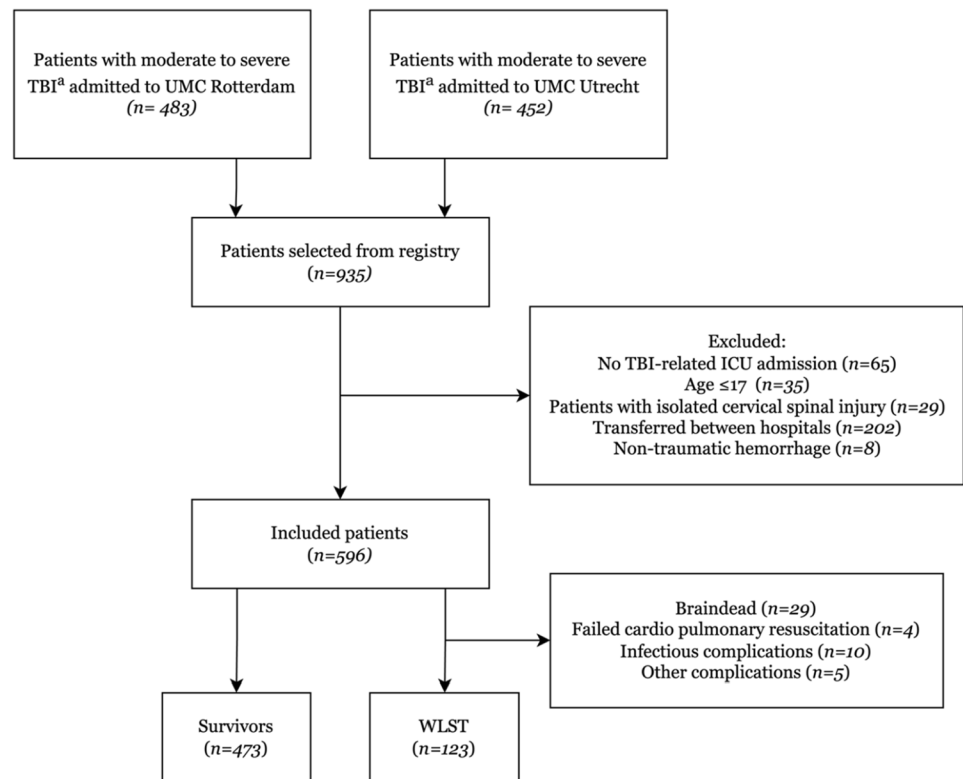 Patients with moderate to severe
TBIa admitted to UMC Rotterdam
(n= 483)
Patients with moderate to severe
TBIa admitted to UMC Utrecht
(n= 452)
Patients selected from registry
(n=935)
Excluded:
No TBI-related ICU admission (n=65)
Age ≤17 (n=35)
Patients with isolated cervical spinal injury (n=29)
Transferred between hospitals (n=202)
Non-traumatic hemorrhage (n=8)
Included patients
(n=596)
Braindead (n=29)
Failed cardio pulmonary resuscitation (n=4)
Infectious complications (n=10)
Other complications (n=5)
Survivors
(n=473)
WLST
(n=123)